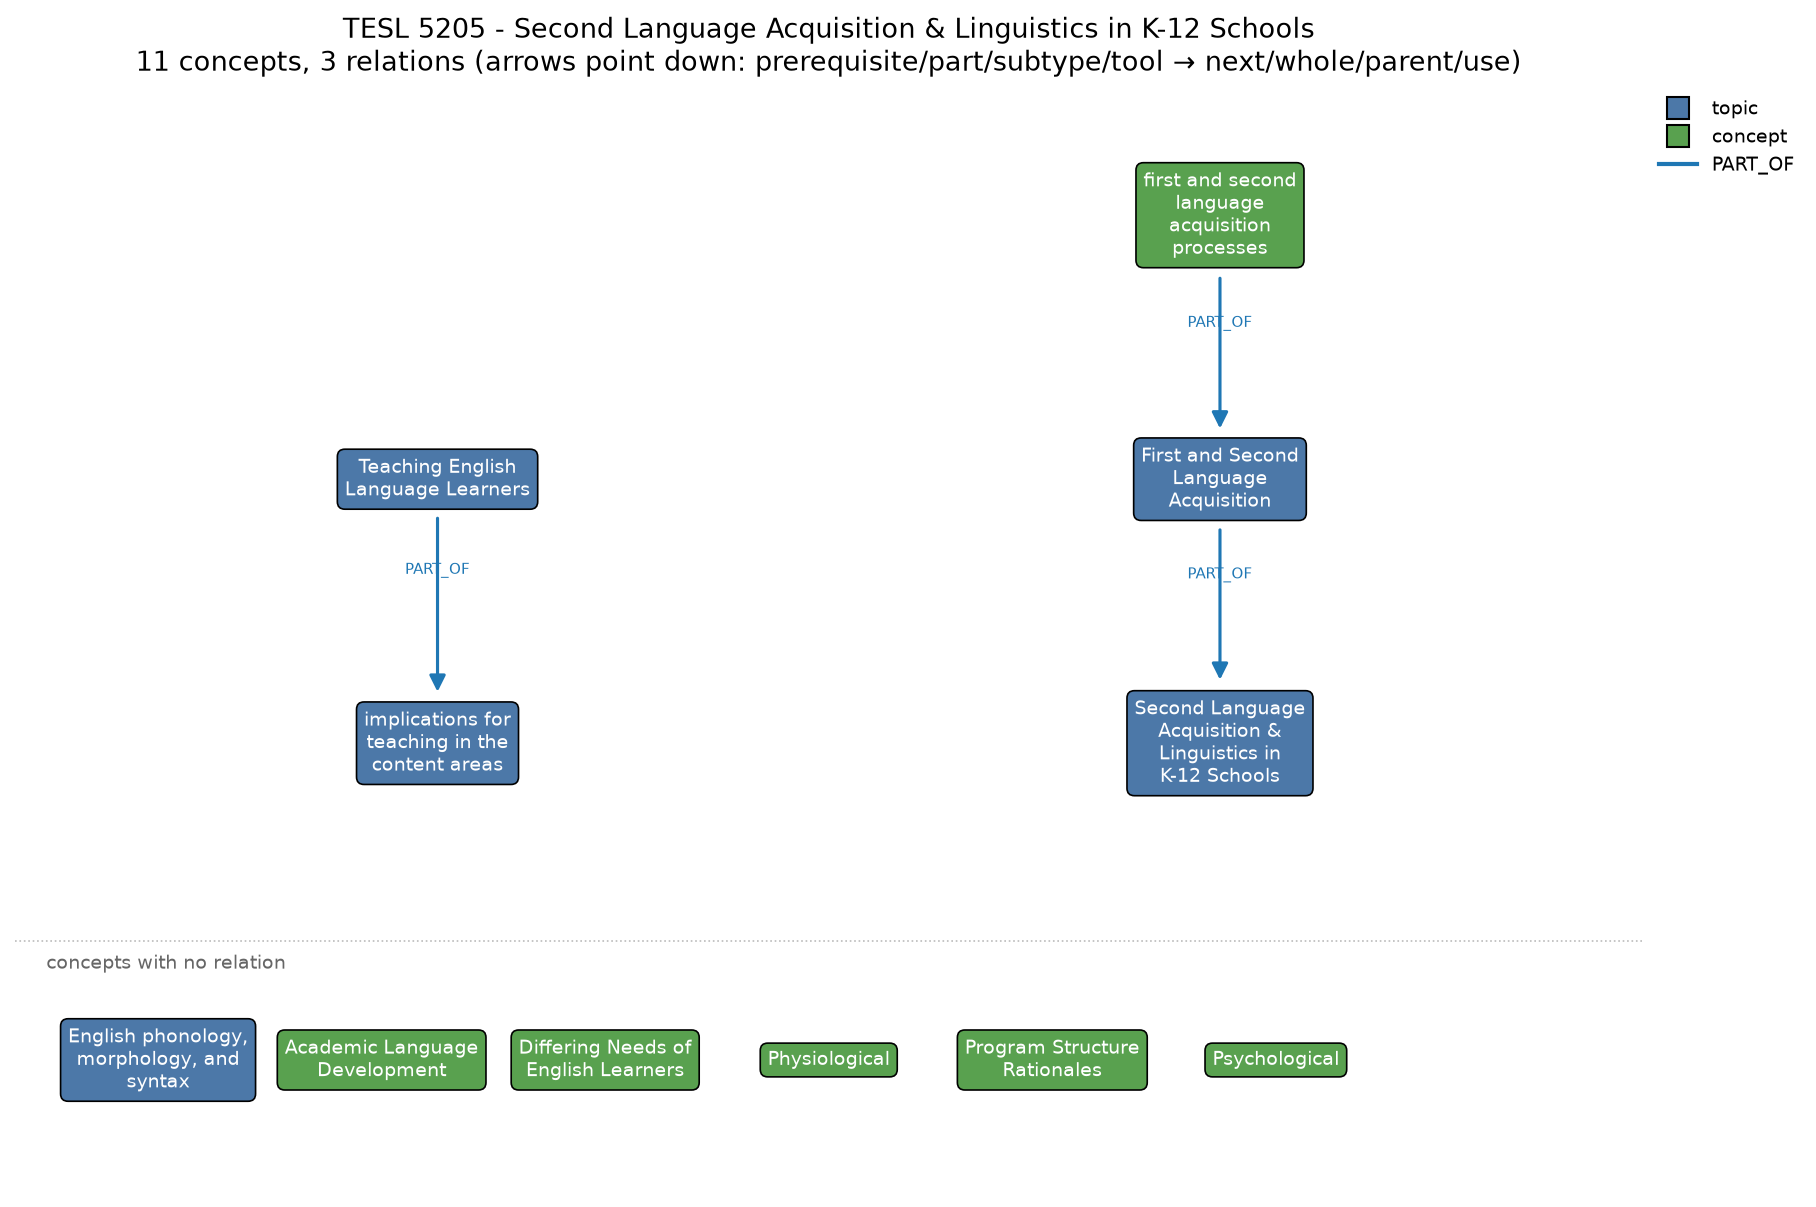 TESL 5205 - Second Language Acquisition & Linguistics in K-12 Schools
11 concepts, 3 relations (arrows point down: prerequisite/part/subtype/tool → next/whole/parent/use)
topic
concept
PART_OF
first and second
language
acquisition
processes
PART_OF
Teaching English
Language Learners
First and Second
Language
Acquisition
PART_OF
PART_OF
implications for
teaching in the
content areas
Second Language
Acquisition &
Linguistics in
K-12 Schools
concepts with no relation
English phonology,
morphology, and
syntax
Academic Language
Development
Differing Needs of
English Learners
Physiological
Program Structure
Rationales
Psychological